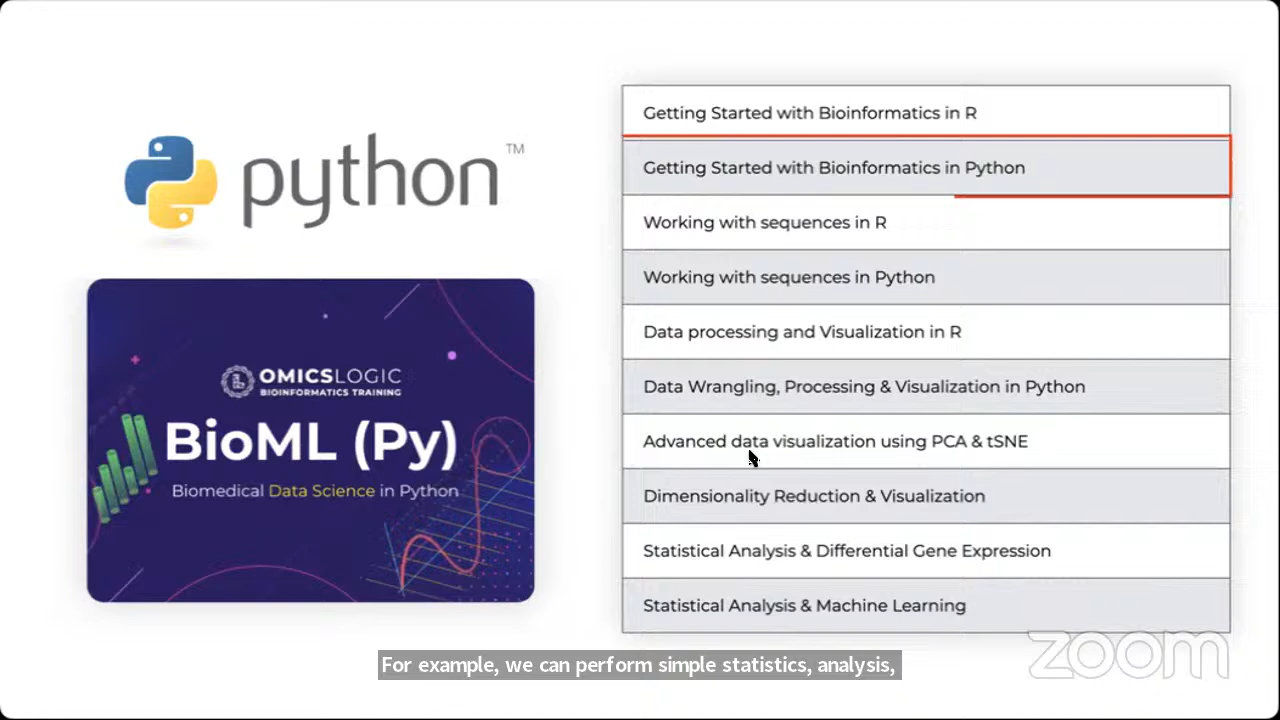 python™
OMICSLOGIC
BIOINFORMATICS TRAINING
BioML (Py)
Biomedical Data Science in Python
Getting Started with Bioinformatics in R
Getting Started with Bioinformatics in Python
Working with sequences in R
Working with sequences in Python
Data processing and Visualization in R
Data Wrangling, Processing & Visualization in Python
Advanced data visualization using PCA & tSNE
Dimensionality Reduction & Visualization
Statistical Analysis & Differential Gene Expression
Statistical Analysis & Machine Learning
zoom
For example, we can perform simple statistics, analysis,